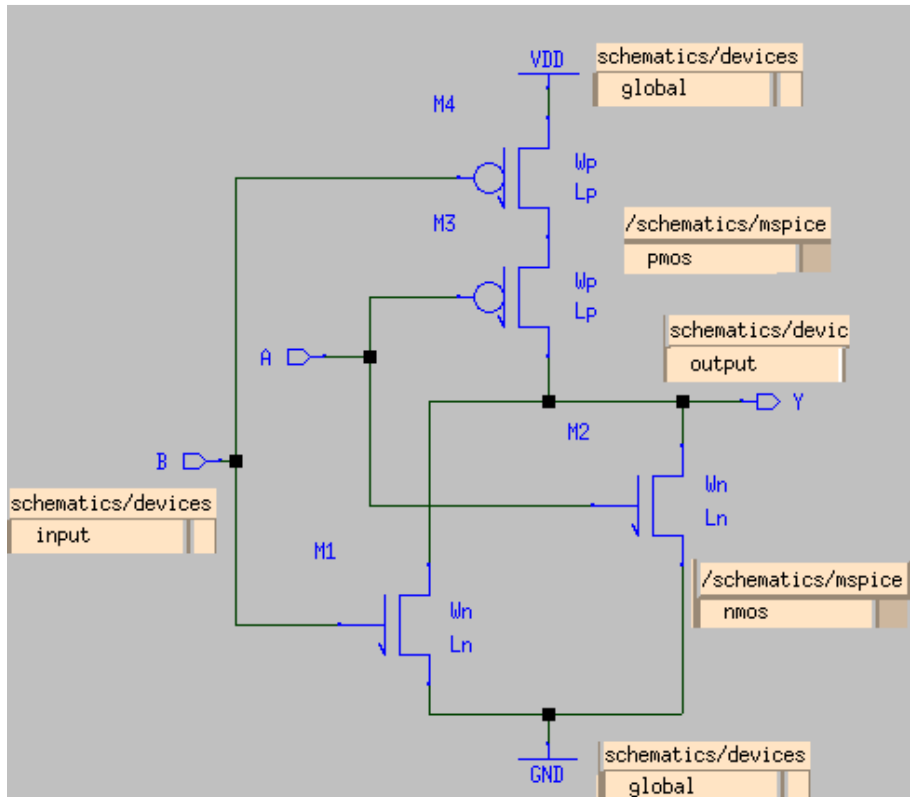 schematics/devices
VDD
global
M4
Wp
Lp
M3
/schematics/mspice
pmos
Wp
Lp
schematics/devic
A
output
Y
M2
B
Wn
schematics/devices
Ln
input
M1
/schematics/mspice
Wn
nmos
Ln
schematics/devices
GND
global